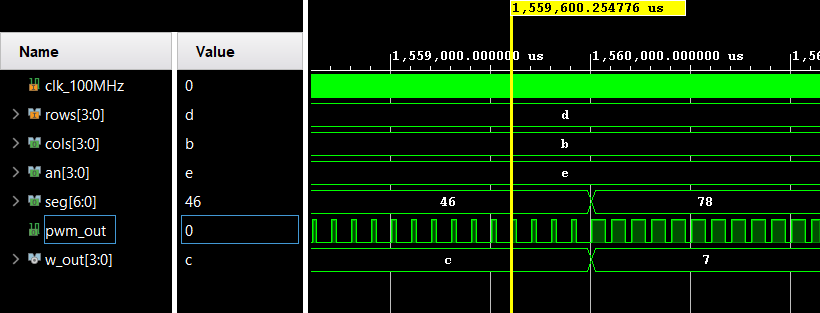 1,559,600.254776 us
Name Value
1,559,000.000000 us 1,560,000.000000 us 1,56
clk_100MHz 0
rows[3:0] d d
cols[3:0] b b
an[3:0] e e
seg[6:0] 46 46 78
pwm_out 0
w_out[3:0] c c 7